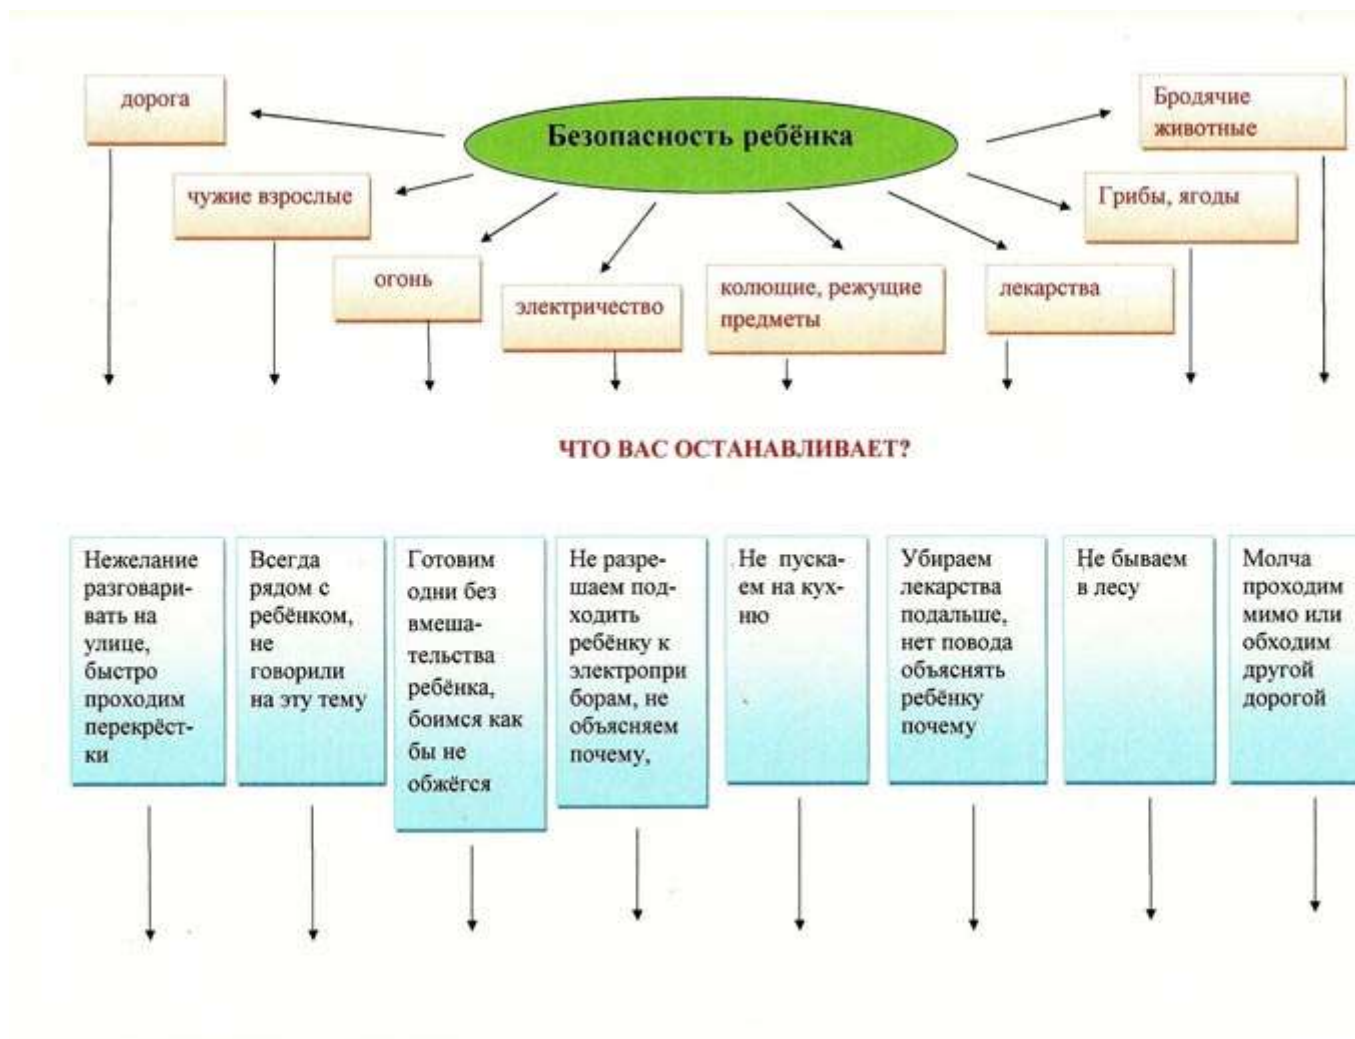 Безопасность ребёнка
дорога
чужие взрослые
огонь
электричество
колющие, режущие
предметы
лекарства
Грибы, ягоды
Бродячие
животные
ЧТО ВАС ОСТАНАВЛИВАЕТ?
Нежелание
разговари-
вать на
улице,
быстро
проходим
перекрёст-
ки
Всегда
рядом с
ребёнком,
не
говорили
на эту тему
Готовим
одни без
вмеша-
тельства
ребёнка,
боимся как
бы не
обжёгся
Не разре-
шаем под-
ходить
ребёнку к
электропри
борам, не
объясняем
почему,
Не пуска-
ем на кух-
ню
Убираем
лекарства
подальше,
нет повода
объяснять
ребёнку
почему
Не бываем
в лесу
Молча
проходим
мимо или
обходим
другой
дорогой